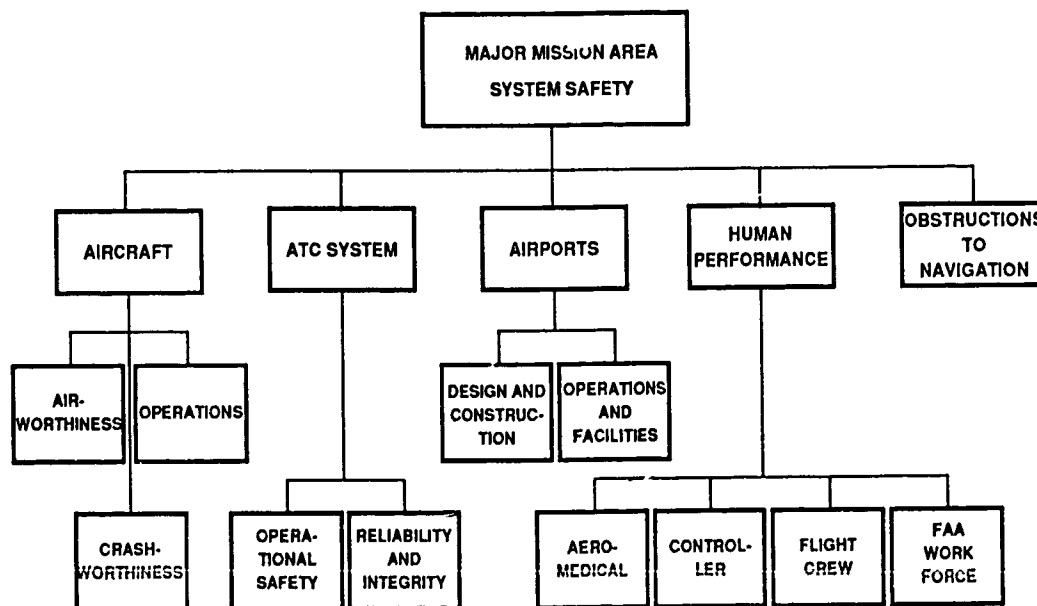 MAJOR MISSION AREA
SYSTEM SAFETY
AIRCRAFT
ATC SYSTEM
AIRPORTS
HUMAN
PERFORMANCE
OBSTRUCTIONS
TO
NAVIGATION
AIR-
WORTHINESS
OPERATIONS
DESIGN AND
CONSTRUC-
TION
OPERATIONS
AND
FACILITIES
CRASH-
WORTHINESS
OPERA-
TIONAL
SAFETY
RELIABILITY
AND
INTEGRITY
AERO-
MEDICAL
CONTROL-
LER
FLIGHT
CREW
FAA
WORK
FORCE